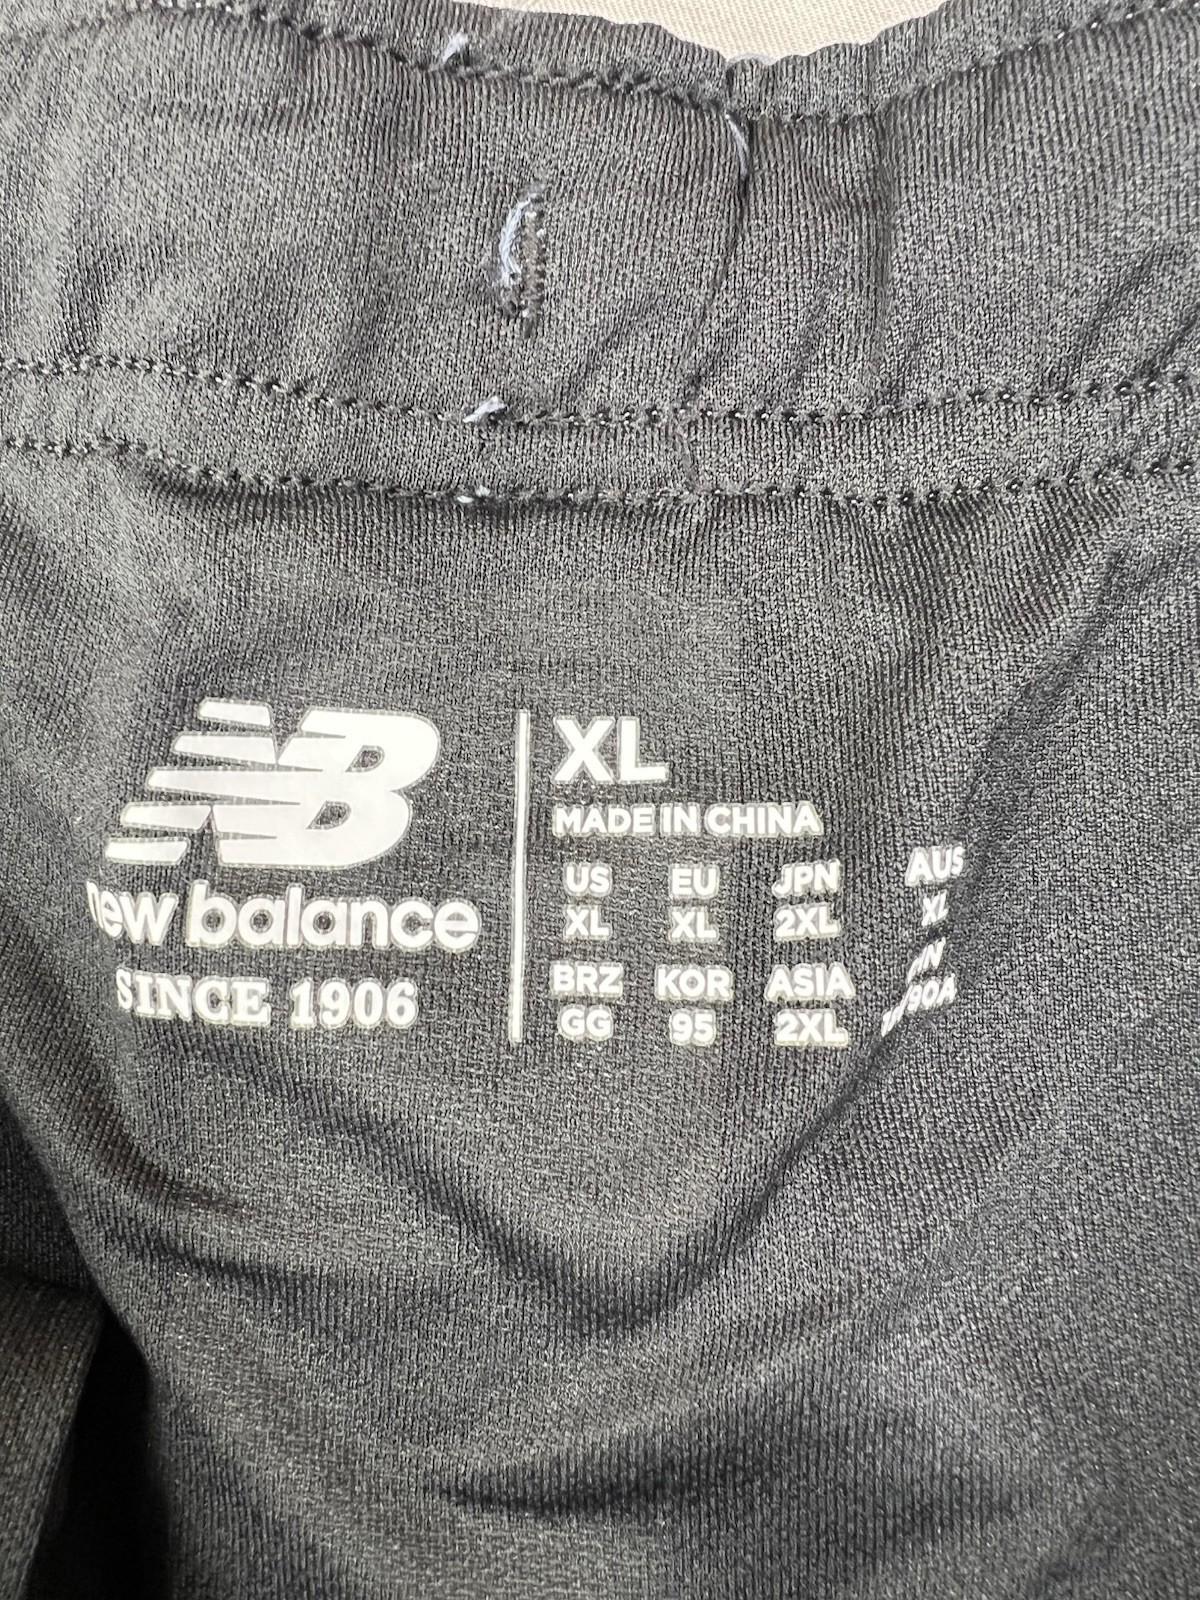 NB
new balance
SINCE 1906
XL
MADE IN CHINA
US EU JPN AUS
XL XL 2XL XL
BRZ KOR ASIA
GG 95 2XL